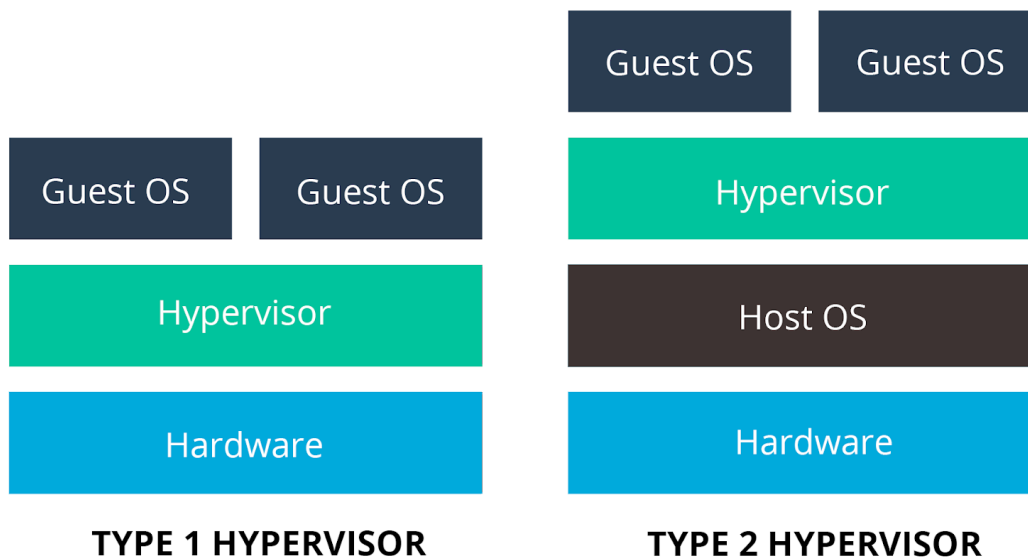 Guest OS
Guest OS
Hypervisor
Hardware
TYPE 1 HYPERVISOR
Guest OS
Guest OS
Hypervisor
Host OS
Hardware
TYPE 2 HYPERVISOR